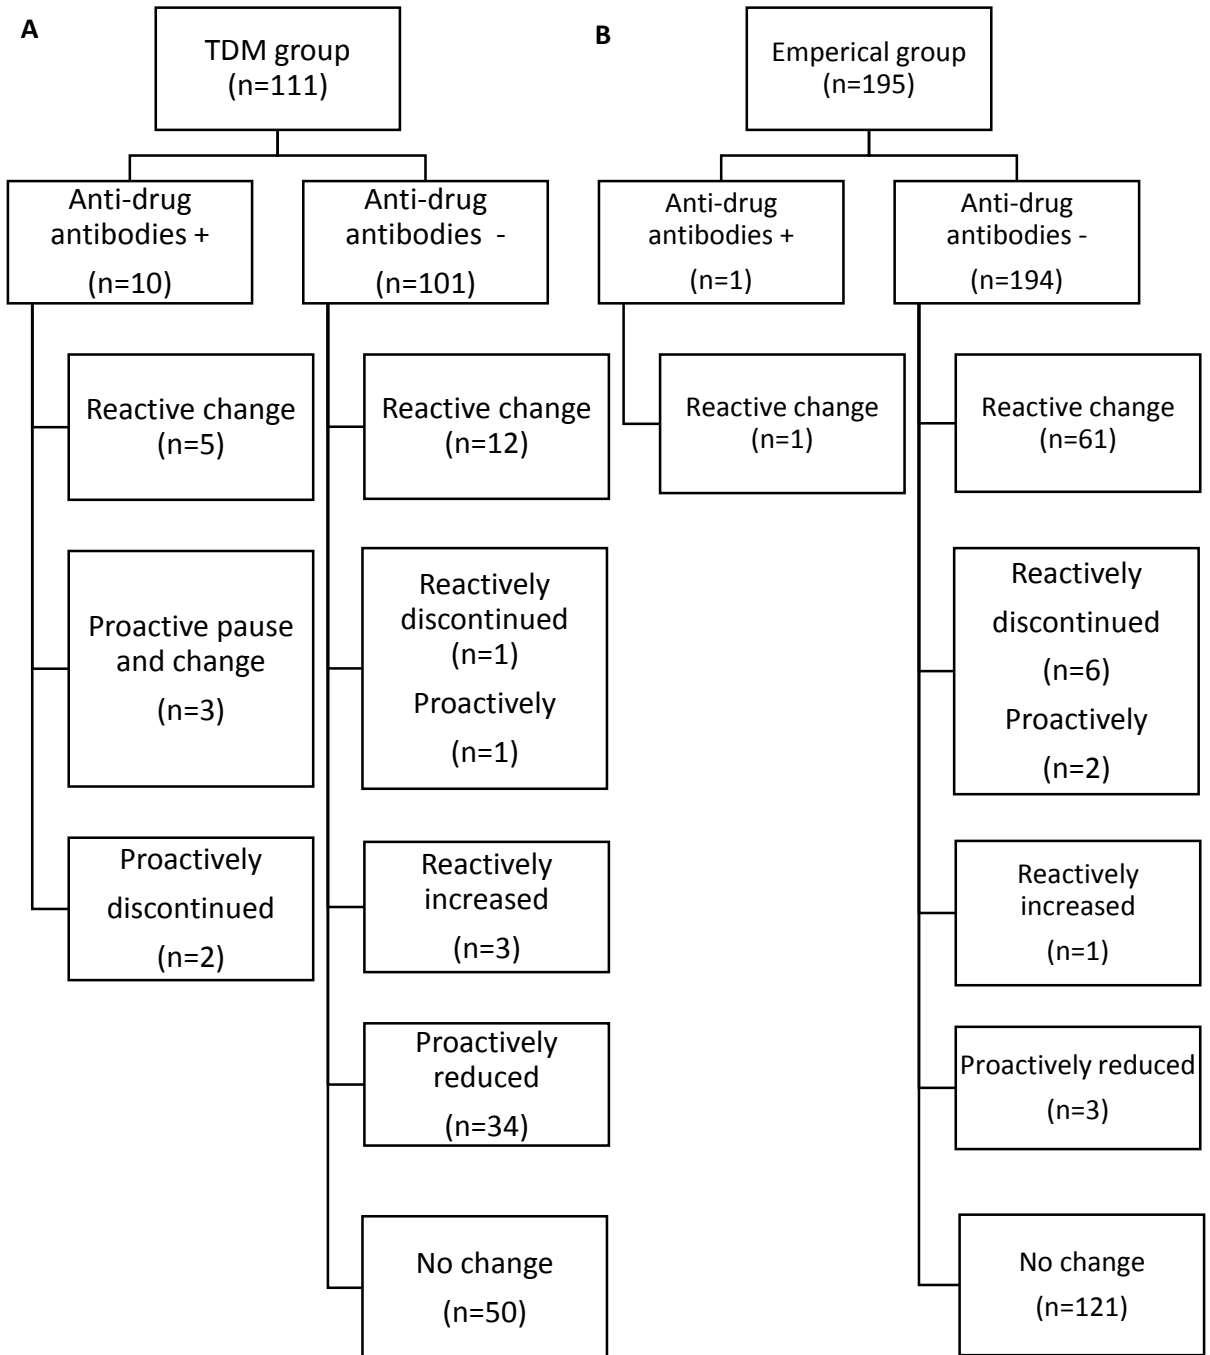 A
TDM group
(n=111)
Anti-drug
antibodies +
(n=10)
Anti-drug
antibodies -
(n=101)
Reactive change
(n=5)
Proactive pause
and change
(n=3)
Proactively
discontinued
(n=2)
Reactive change
(n=12)
Reactively
discontinued
(n=1)
Proactively
(n=1)
Reactively
increased
(n=3)
Proactively
reduced
(n=34)
No change
(n=50)
B
Emperical group
(n=195)
Anti-drug
antibodies +
(n=1)
Anti-drug
antibodies -
(n=194)
Reactive change
(n=1)
Reactive change
(n=61)
Reactively
discontinued
(n=6)
Proactively
(n=2)
Reactively
increased
(n=1)
Proactively reduced
(n=3)
No change
(n=121)